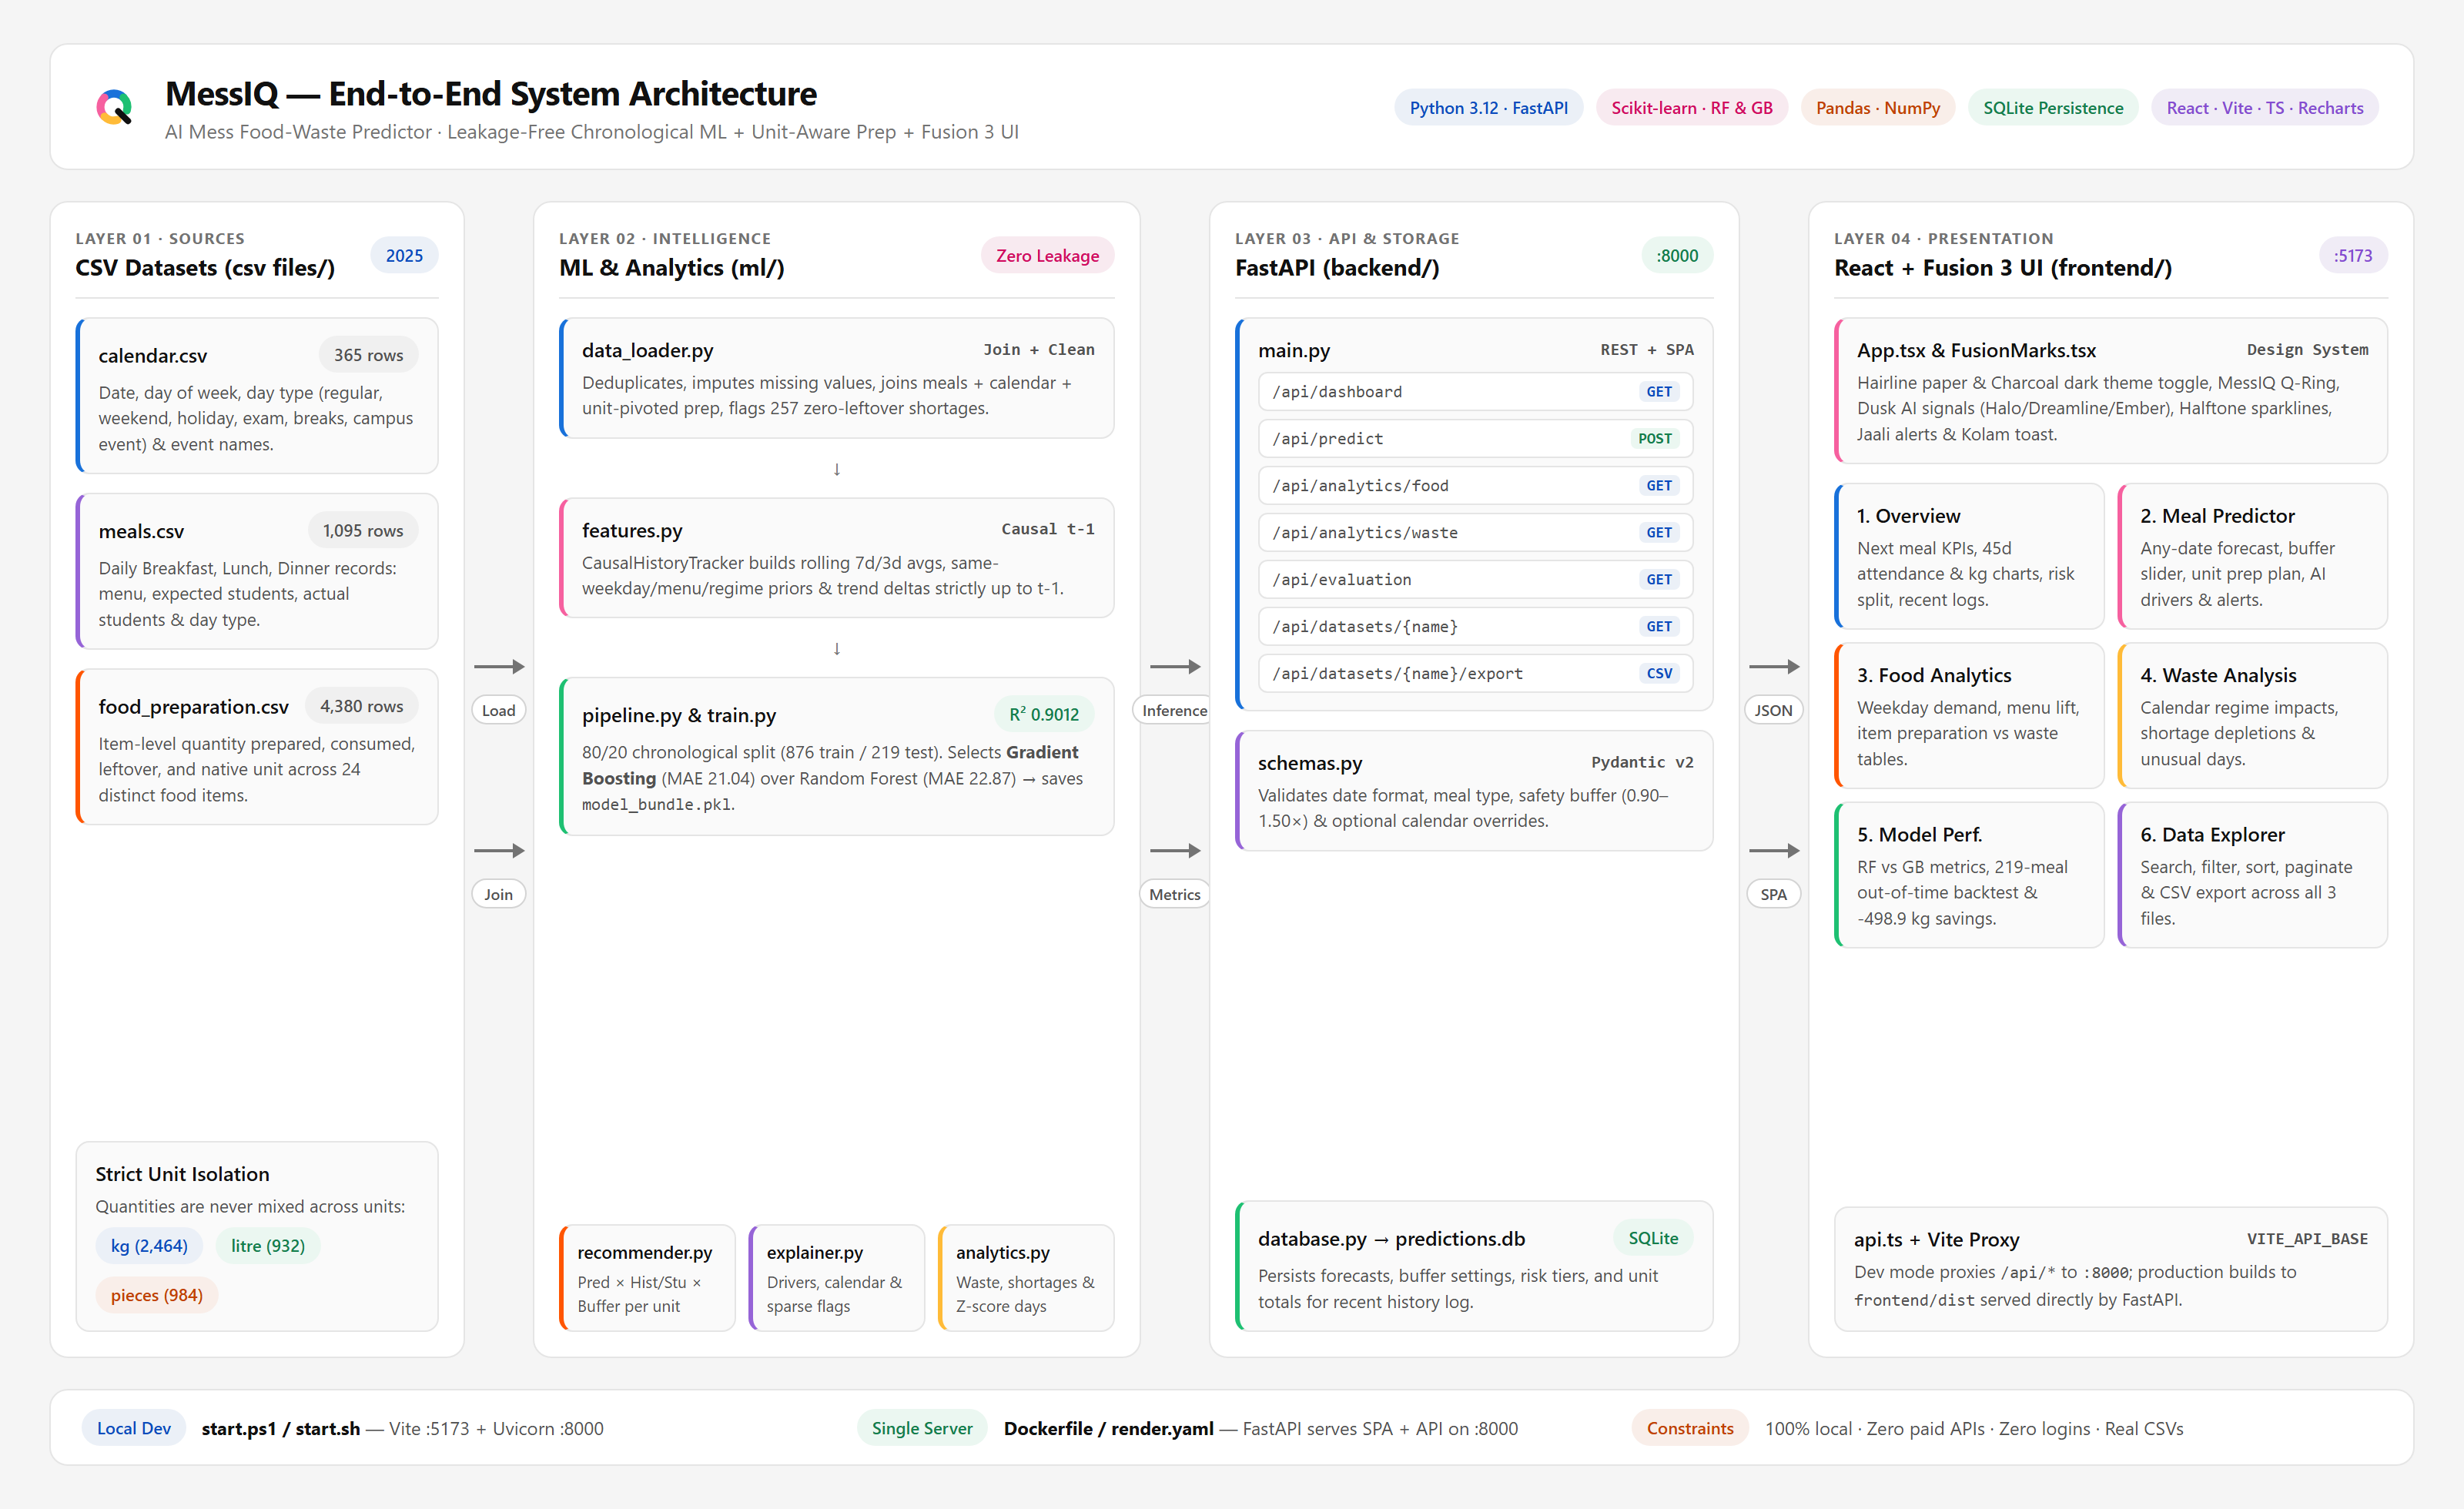 MessIQ — End-to-End System Architecture
AI Mess Food-Waste Predictor · Leakage-Free Chronological ML + Unit-Aware Prep + Fusion 3 UI
Python 3.12 · FastAPI
Scikit-learn · RF & GB
Pandas · NumPy
SQLite Persistence
React · Vite · TS · Recharts
LAYER 01 · SOURCES
CSV Datasets (csv files/)
2025
calendar.csv
365 rows
Date, day of week, day type (regular,
weekend, holiday, exam, breaks, campus
event) & event names.
meals.csv
1,095 rows
Daily Breakfast, Lunch, Dinner records:
menu, expected students, actual
students & day type.
food_preparation.csv
4,380 rows
Item-level quantity prepared, consumed,
leftover, and native unit across 24
distinct food items.
Strict Unit Isolation
Quantities are never mixed across units:
kg (2,464)
litre (932)
pieces (984)
Load
Join
LAYER 02 · INTELLIGENCE
ML & Analytics (ml/)
Zero Leakage
data_loader.py
Join + Clean
Deduplicates, imputes missing values, joins meals + calendar +
unit-pivoted prep, flags 257 zero-leftover shortages.
↓
features.py
Causal t-1
CausalHistoryTracker builds rolling 7d/3d avgs, same-
weekday/menu/regime priors & trend deltas strictly up to t-1.
↓
pipeline.py & train.py
R² 0.9012
80/20 chronological split (876 train / 219 test). Selects Gradient
Boosting (MAE 21.04) over Random Forest (MAE 22.87) → saves
model_bundle.pkl.
recommender.py
Pred × Hist/Stu ×
Buffer per unit
explainer.py
Drivers, calendar &
sparse flags
analytics.py
Waste, shortages &
Z-score days
Inference
Metrics
LAYER 03 · API & STORAGE
FastAPI (backend/)
:8000
main.py
REST + SPA
/api/dashboard GET
/api/predict POST
/api/analytics/food GET
/api/analytics/waste GET
/api/evaluation GET
/api/datasets/{name} GET
/api/datasets/{name}/export CSV
schemas.py
Pydantic v2
Validates date format, meal type, safety buffer (0.90–
1.50×) & optional calendar overrides.
database.py → predictions.db
SQLite
Persists forecasts, buffer settings, risk tiers, and unit
totals for recent history log.
JSON
SPA
LAYER 04 · PRESENTATION
React + Fusion 3 UI (frontend/)
:5173
App.tsx & FusionMarks.tsx
Design System
Hairline paper & Charcoal dark theme toggle, MessIQ Q-Ring,
Dusk AI signals (Halo/Dreamline/Ember), Halftone sparklines,
Jaali alerts & Kolam toast.
1. Overview
Next meal KPIs, 45d
attendance & kg charts, risk
split, recent logs.
2. Meal Predictor
Any-date forecast, buffer
slider, unit prep plan, AI
drivers & alerts.
3. Food Analytics
Weekday demand, menu lift,
item preparation vs waste
tables.
4. Waste Analysis
Calendar regime impacts,
shortage depletions &
unusual days.
5. Model Perf.
RF vs GB metrics, 219-meal
out-of-time backtest &
-498.9 kg savings.
6. Data Explorer
Search, filter, sort, paginate
& CSV export across all 3
files.
api.ts + Vite Proxy
VITE_API_BASE
Dev mode proxies /api/* to :8000; production builds to
frontend/dist served directly by FastAPI.
Local Dev
start.ps1 / start.sh — Vite :5173 + Uvicorn :8000
Single Server
Dockerfile / render.yaml — FastAPI serves SPA + API on :8000
Constraints
100% local · Zero paid APIs · Zero logins · Real CSVs